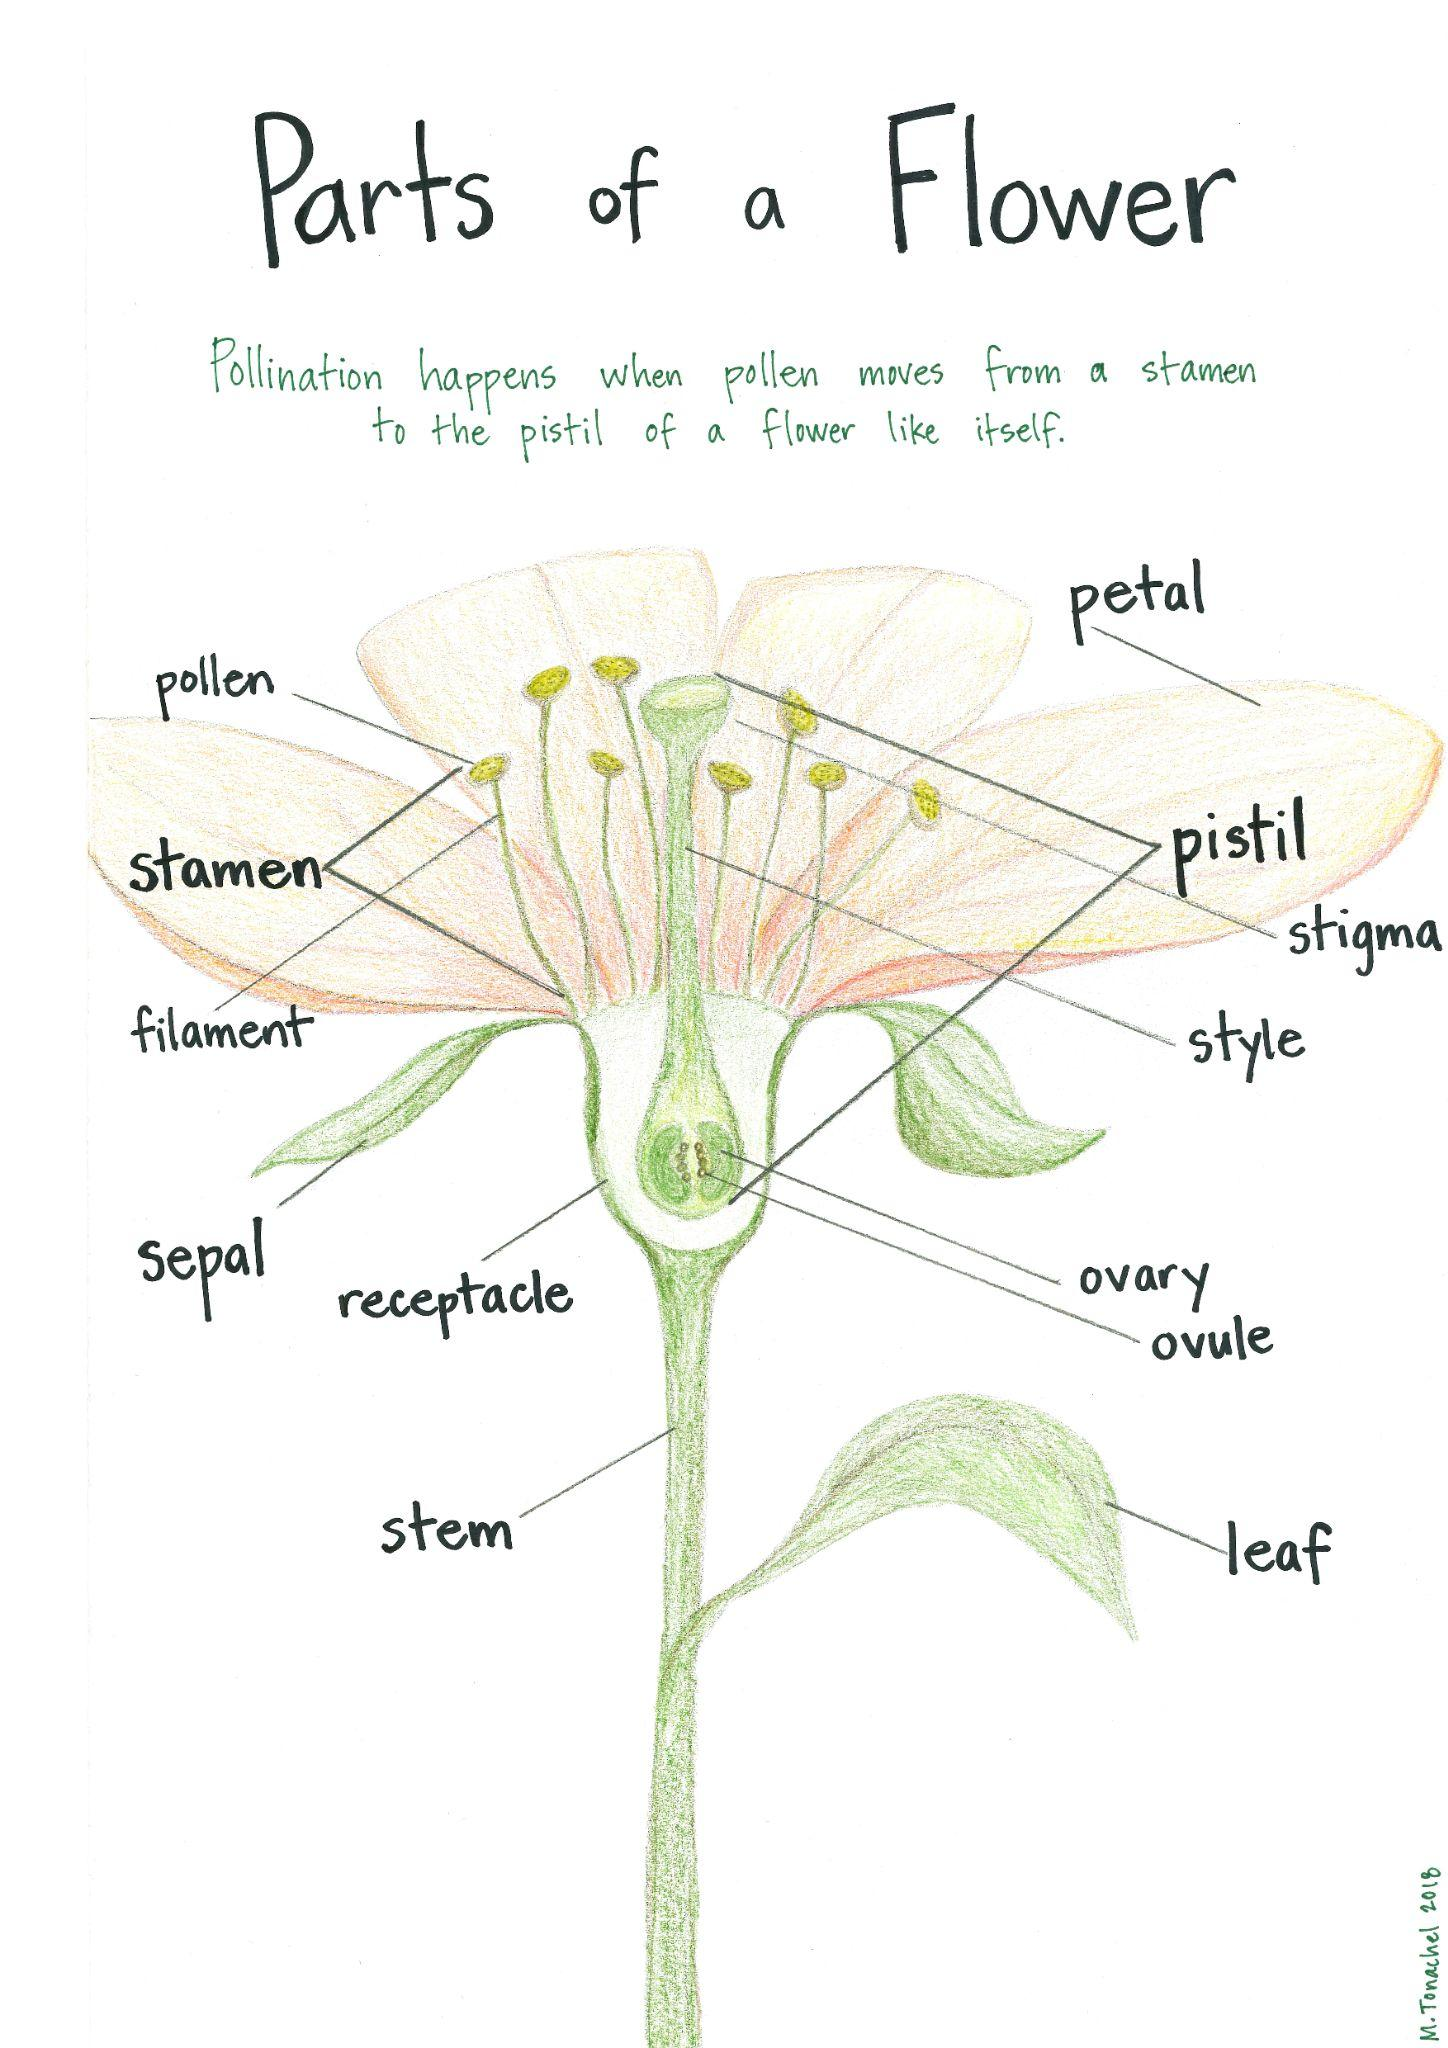 Parts of a Flower
Pollination happens when pollen moves from a stamen
to the pistil of a flower like itself.
petal
pollen
pistil
stamen
stigma
filament
style
sepal
receptacle
ovary
ovule
stem
leaf
M. Tonachel 2018